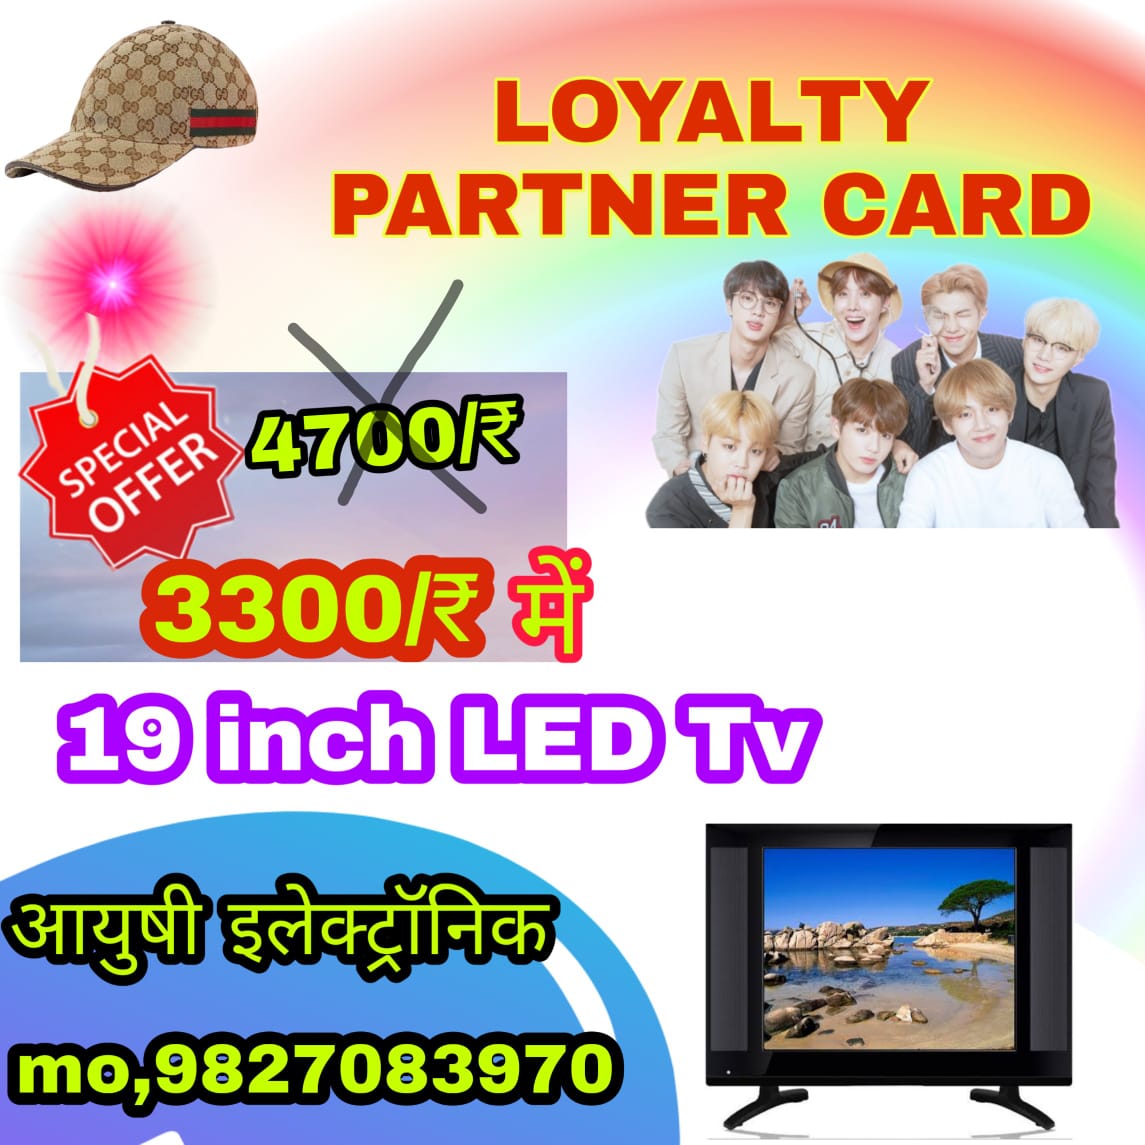 LOYALTY
PARTNER CARD
SPECIAL
OFFER
4700/₹
3300/₹ में
19 inch LED Tv
आयुषी इलेक्ट्रॉनिक
mo,9827083970